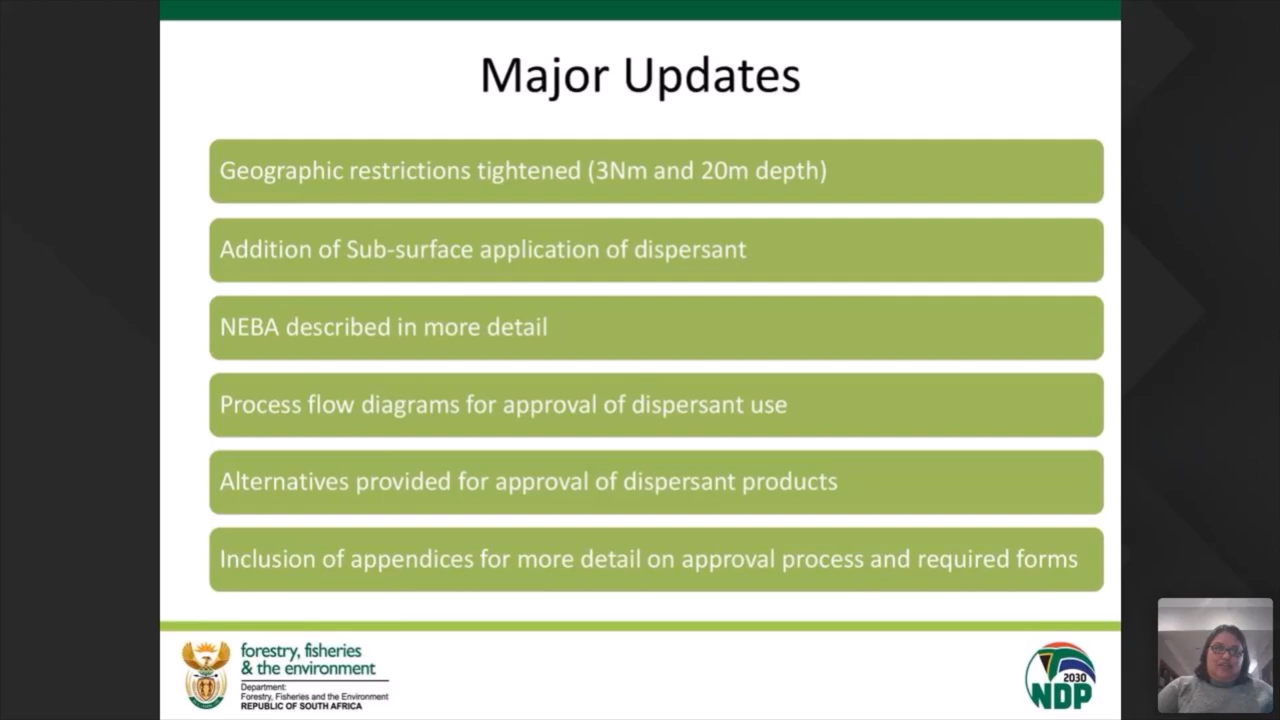 Major Updates
Geographic restrictions tightened (3Nm and 20m depth)
Addition of Sub-surface application of dispersant
NEBA described in more detail
Process flow diagrams for approval of dispersant use
Alternatives provided for approval of dispersant products
Inclusion of appendices for more detail on approval process and required forms
forestry, fisheries
& the environment
Department:
Forestry, Fisheries and the Environment
REPUBLIC OF SOUTH AFRICA
2030
NDP